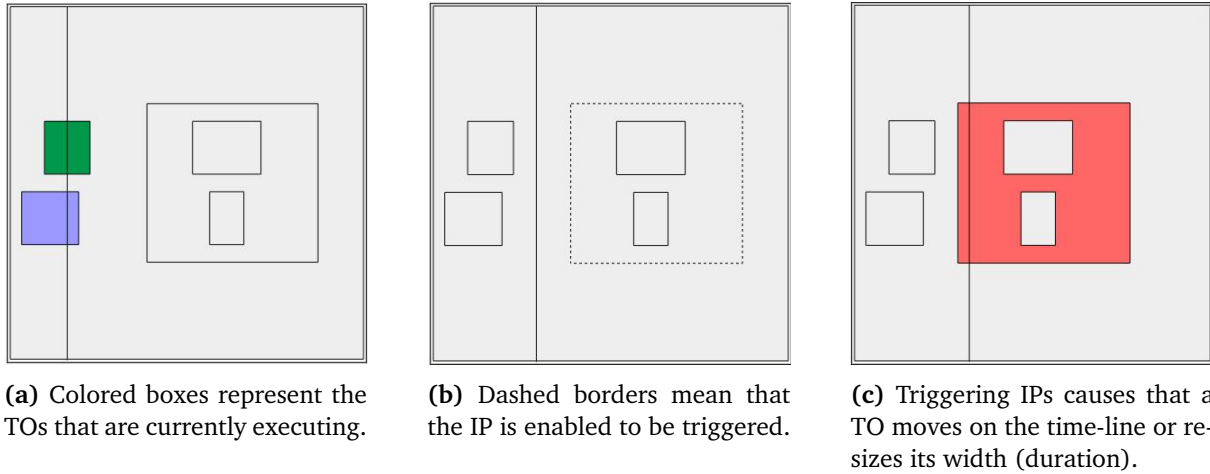 (a) Colored boxes represent the
TOs that are currently executing.
(b) Dashed borders mean that
the IP is enabled to be triggered.
(c) Triggering IPs causes that a
TO moves on the time-line or re-
sizes its width (duration).